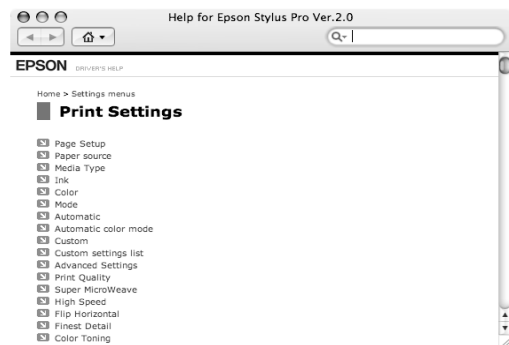 Help for Epson Stylus Pro Ver.2.0
EPSON DRIVER'S HELP
Home > Settings menus
Print Settings
Page Setup
Paper source
Media Type
Ink
Color
Mode
Automatic
Automatic color mode
Custom
Custom settings list
Advanced Settings
Print Quality
Super MicroWeave
High Speed
Flip Horizontal
Finest Detail
Color Toning